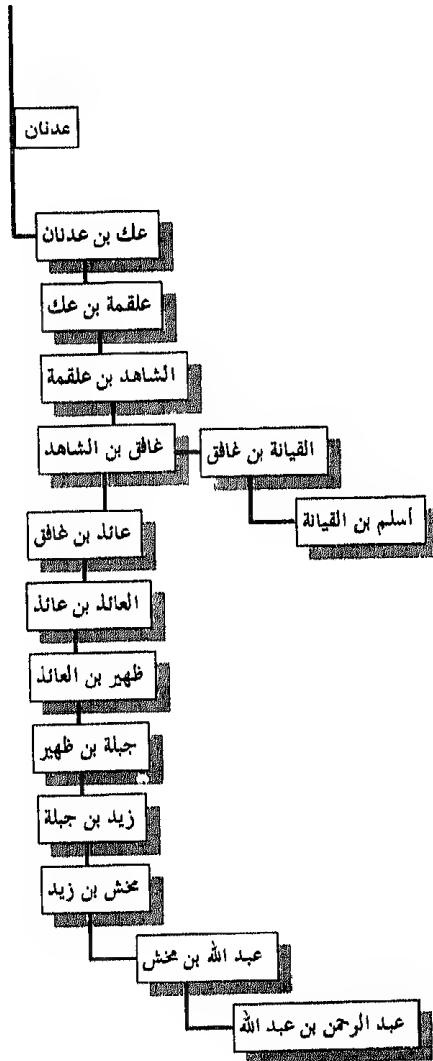 عدنان
عك بن عدنان
علقمة بن عك
الشاهد بن علقمة
غافق بن الشاهد
القيانة بن غافق
أسلم بن القيانة
عائذ بن غافق
العائذ بن عائذ
ظهير بن العائذ
جبلة بن ظهير
زيد بن جبلة
مخش بن زيد
عبد الله بن مخش
عبد الرحمن بن عبد الله